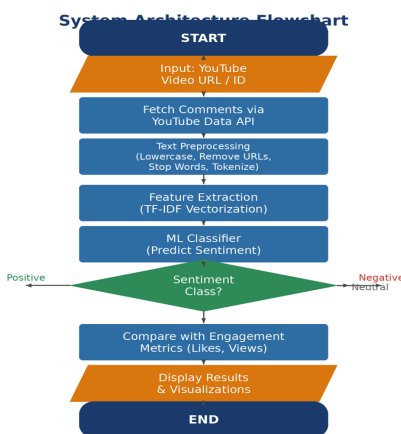 System Architecture Flowchart
START
Input: YouTube
Video URL / ID
Fetch Comments via
YouTube Data API
Text Preprocessing
(Lowercase, Remove URLs,
Stop Words, Tokenize)
Feature Extraction
(TF-IDF Vectorization)
ML Classifier
(Predict Sentiment)
Positive
Sentiment
Class?
Negative
Neutral
Compare with Engagement
Metrics (Likes, Views)
Display Results
& Visualizations
END